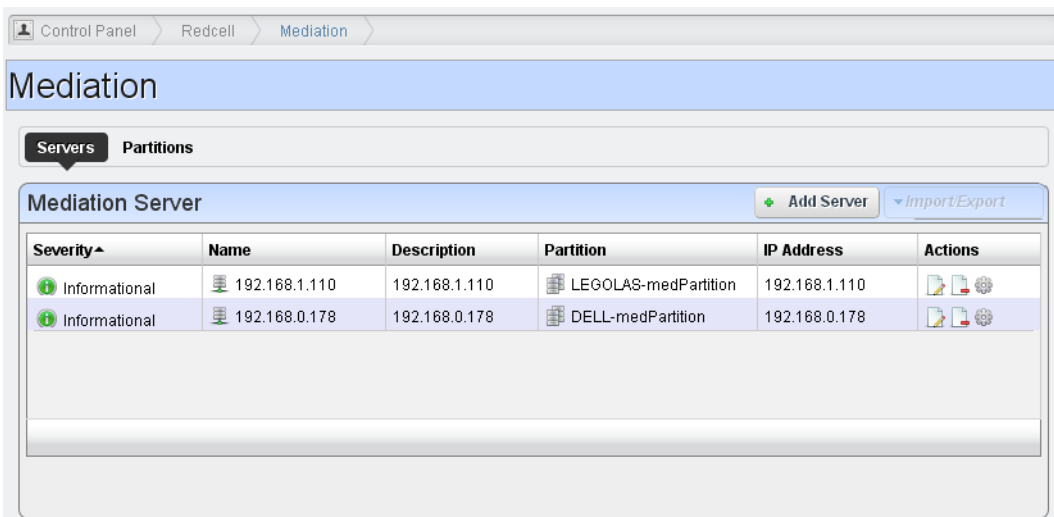 Control Panel Redcell Mediation
Mediation
Servers Partitions
Mediation Server Add Server Import/Export
Severity Name Description Partition IP Address Actions
Informational 192.168.1.110 192.168.1.110 LEGOLAS-medPartition 192.168.1.110
Informational 192.168.0.178 192.168.0.178 DELL-medPartition 192.168.0.178